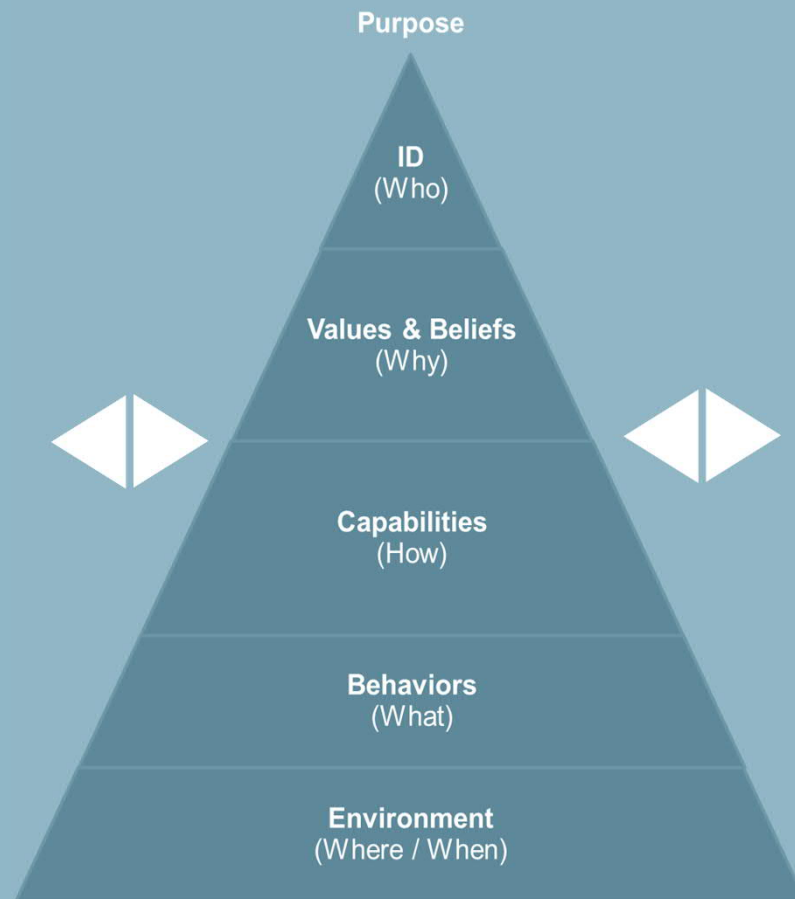 Purpose
ID
(Who)
Values & Beliefs
(Why)
Capabilities
(How)
Behaviors
(What)
Environment
(Where / When)